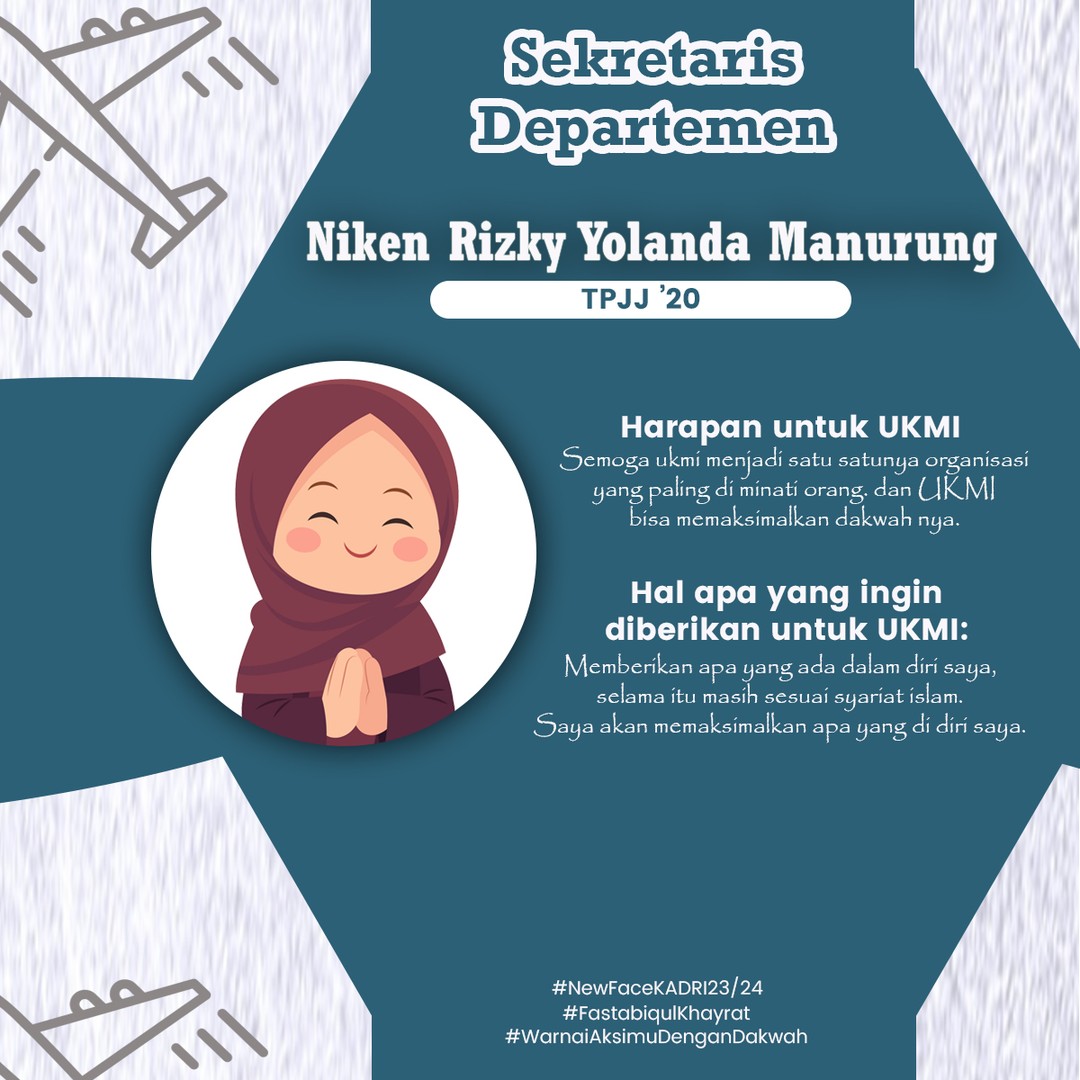 Sekretaris
Departemen
Niken Rizky Yolanda Manurung
TPJJ ’20
Harapan untuk UKMI
Semoga ukmi menjadi satu satunya organisasi
yang paling di minati orang. dan UKMI
bisa memaksimalkan dakwah nya.
Hal apa yang ingin
diberikan untuk UKMI:
Memberikan apa yang ada dalam diri saya,
selama itu masih sesuai syariat islam.
Saya akan memaksimalkan apa yang di diri saya.
#NewFaceKADRI23/24
#FastabiqulKhayrat
#WarnaiAksimuDenganDakwah